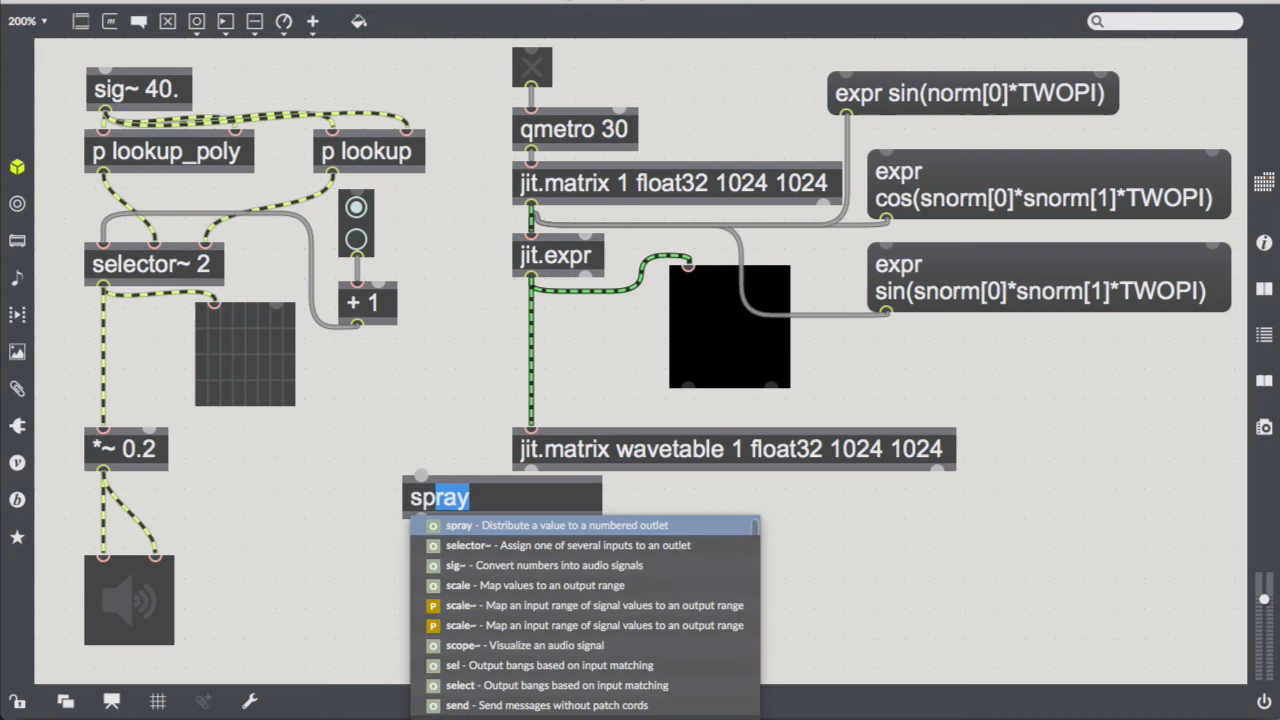 200%
sig~ 40.
p lookup_poly
p lookup
selector~ 2
+ 1
*~ 0.2
qmetro 30
jit.matrix 1 float32 1024 1024
jit.expr
expr sin(norm[0]*TWOPI)
expr
cos(snorm[0]*snorm[1]*TWOPI)
expr
sin(snorm[0]*snorm[1]*TWOPI)
jit.matrix wavetable 1 float32 1024 1024
spray
spray - Distribute a value to a numbered outlet
selector~ - Assign one of several inputs to an outlet
sig~ - Convert numbers into audio signals
scale - Map values to an output range
P scale~ - Map an input range of signal values to an output range
P scale~ - Map an input range of signal values to an output range
scope~ - Visualize an audio signal
sel - Output bangs based on input matching
select - Output bangs based on input matching
send - Send messages without patch cords